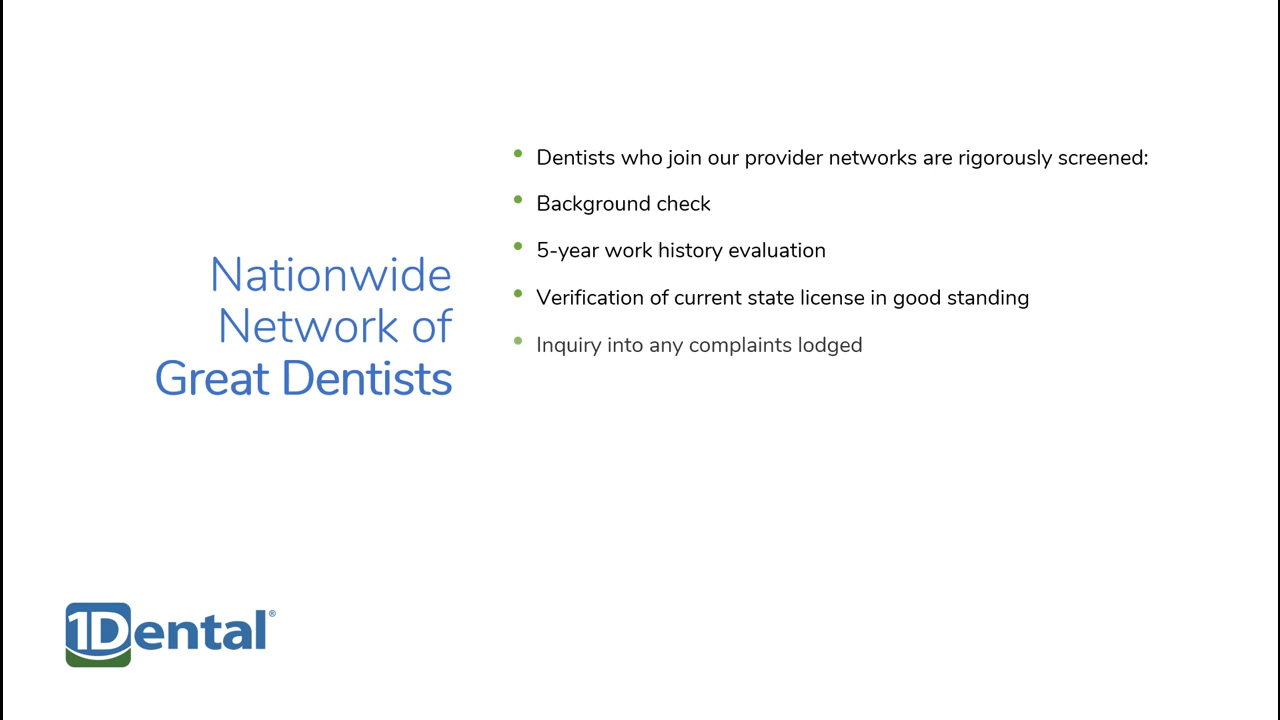 Nationwide
Network of
Great Dentists
• Dentists who join our provider networks are rigorously screened:
• Background check
• 5-year work history evaluation
• Verification of current state license in good standing
• Inquiry into any complaints lodged
1Dental®